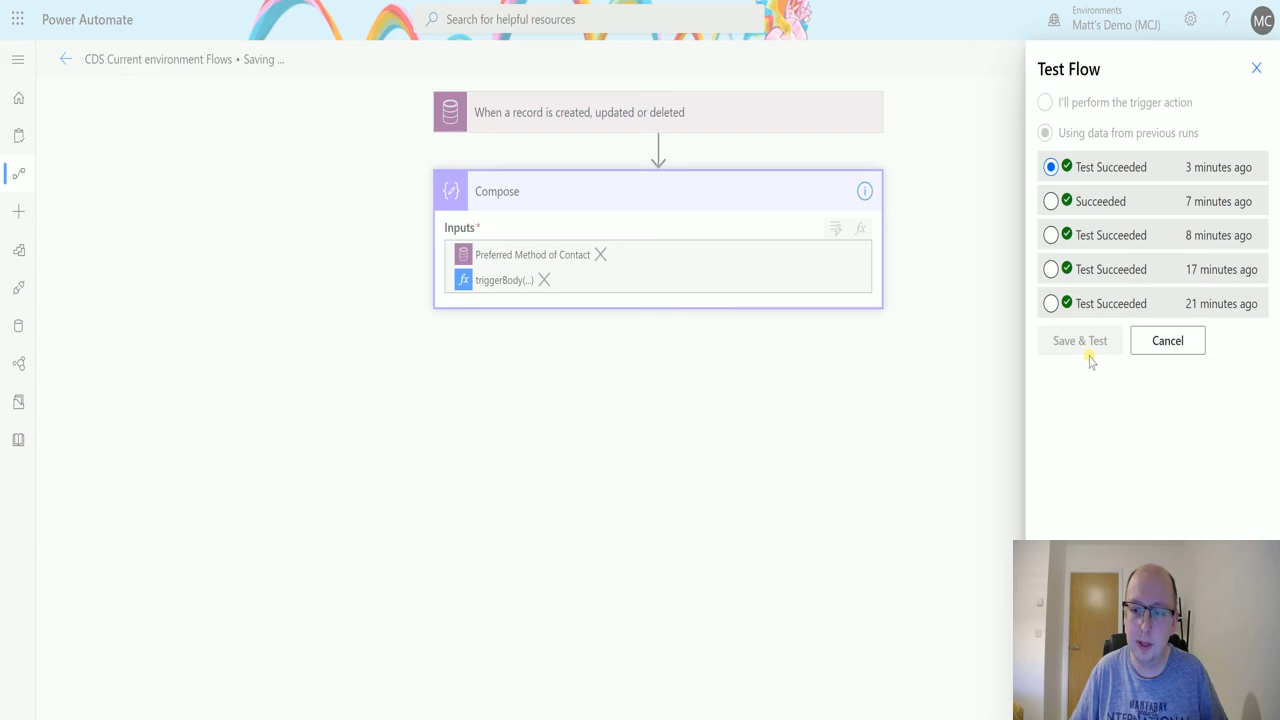 Power Automate
Search for helpful resources
Environments
Matt's Demo (MCJ)
MC
CDS Current environment Flows • Saving ...
When a record is created, updated or deleted
Compose
Inputs *
fx
Preferred Method of Contact
fx triggerBody(...)
Test Flow
I'll perform the trigger action
Using data from previous runs
Test Succeeded 3 minutes ago
Succeeded 7 minutes ago
Test Succeeded 8 minutes ago
Test Succeeded 17 minutes ago
Test Succeeded 21 minutes ago
Save & Test
Cancel